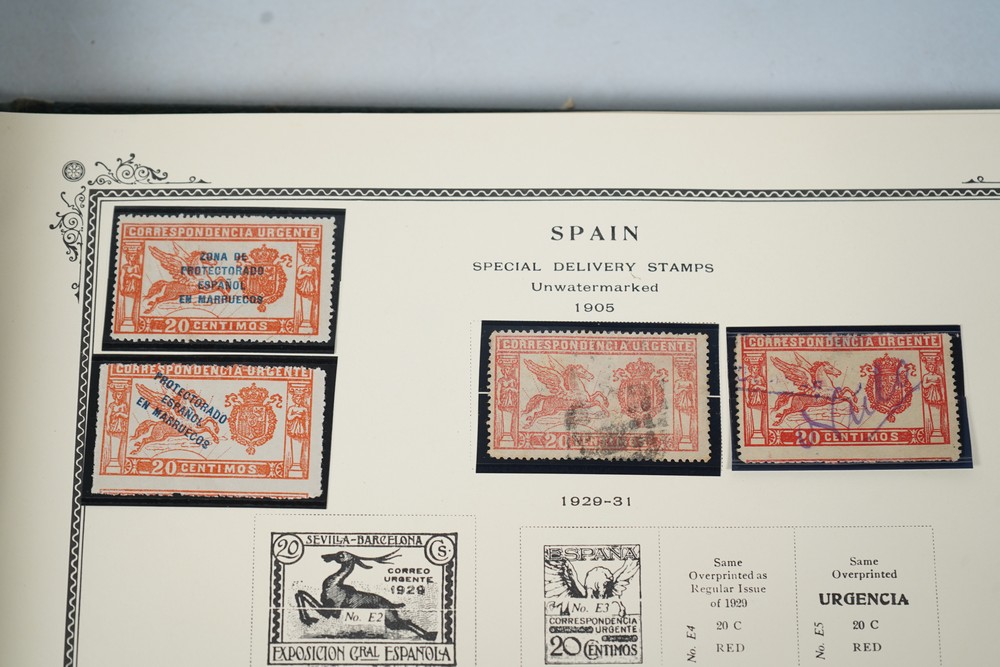 SPAIN
SPECIAL DELIVERY STAMPS
Unwatermarked
1905
CORRESPONDENCIA URGENTE
ZONA DE
PROTECTORADO
ESPAÑOL
EN MARRUECOS
20 CENTIMOS
CORRESPONDENCIA URGENTE
PROTECTORADO
ESPAÑOL
EN MARRUECOS
20 CENTIMOS
CORRESPONDENCIA URGENTE
20
CORRESPONDENCIA URGENTE
20 CENTIMOS
1929-31
SEVILLA-BARCELONA
20
CS.
CORREO
URGENTE
1929
No. E2
EXPOSICION GRAL ESPAÑOLA
ESPAÑA
No. E3
CORRESPONDENCIA
URGENTE
20 CENTIMOS
Same
Overprinted as
Regular Issue
of 1929
20 C
RED
No. E4
Same
Overprinted
URGENCIA
20 C
RED
No. E5